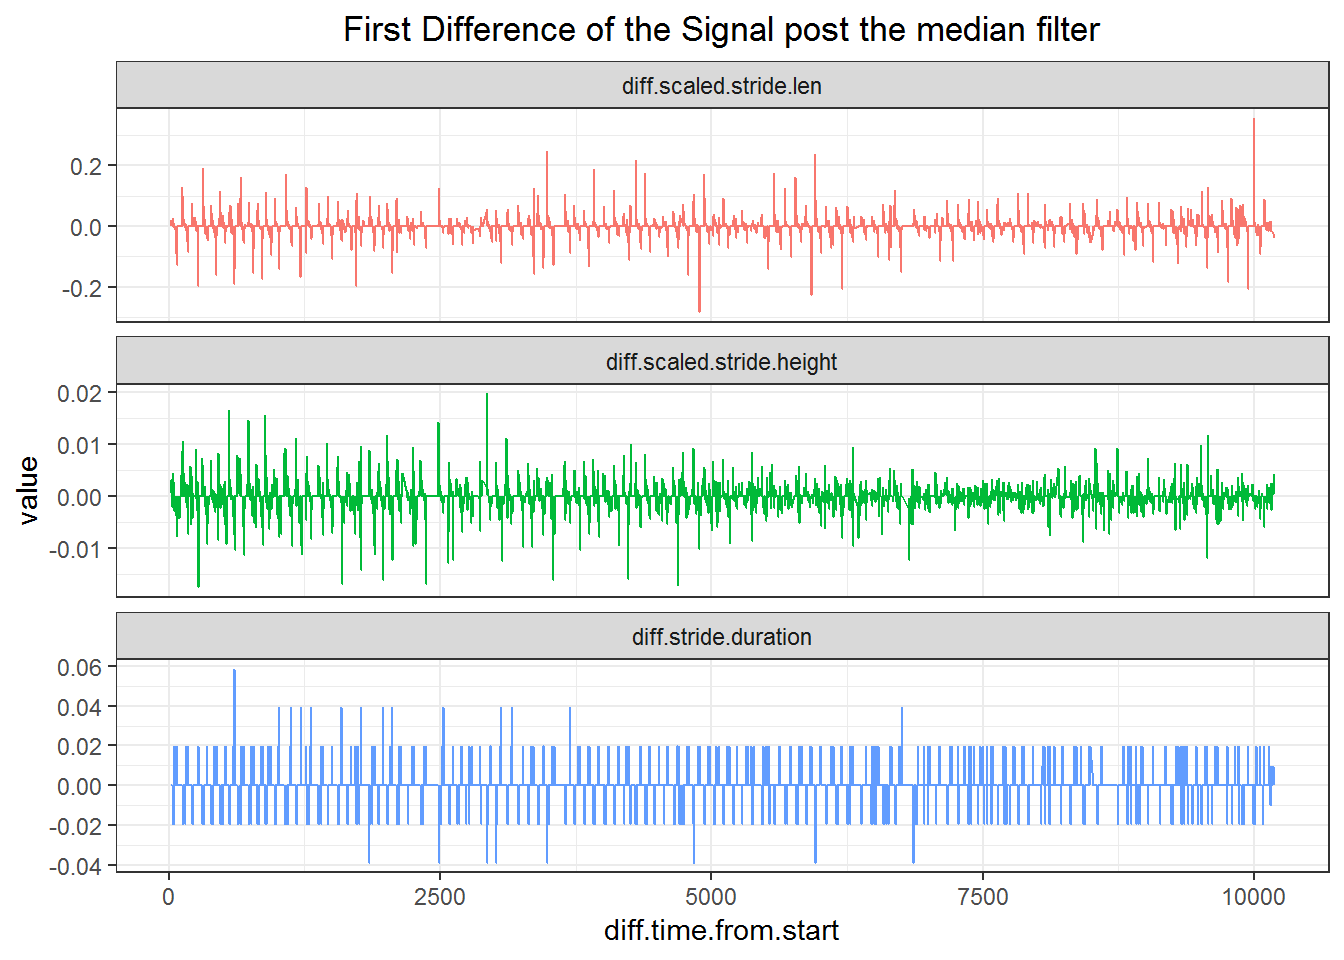 First Difference of the Signal post the median filter
diff.scaled.stride.len
0.2
0.0
-0.2
diff.scaled.stride.height
0.02
0.01
0.00
-0.01
value
diff.stride.duration
0.06
0.04
0.02
0.00
-0.02
-0.04
0 2500 5000 7500 10000
diff.time.from.start